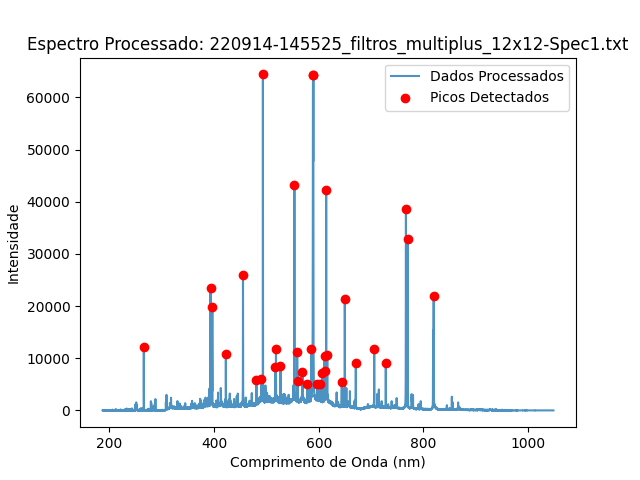 Espectro Processado: 220914-145525_filtros_multiplus_12x12-Spec1.txt
Dados Processados
Picos Detectados
Intensidade
60000
50000
40000
30000
20000
10000
0
200 400 600 800 1000
Comprimento de Onda (nm)